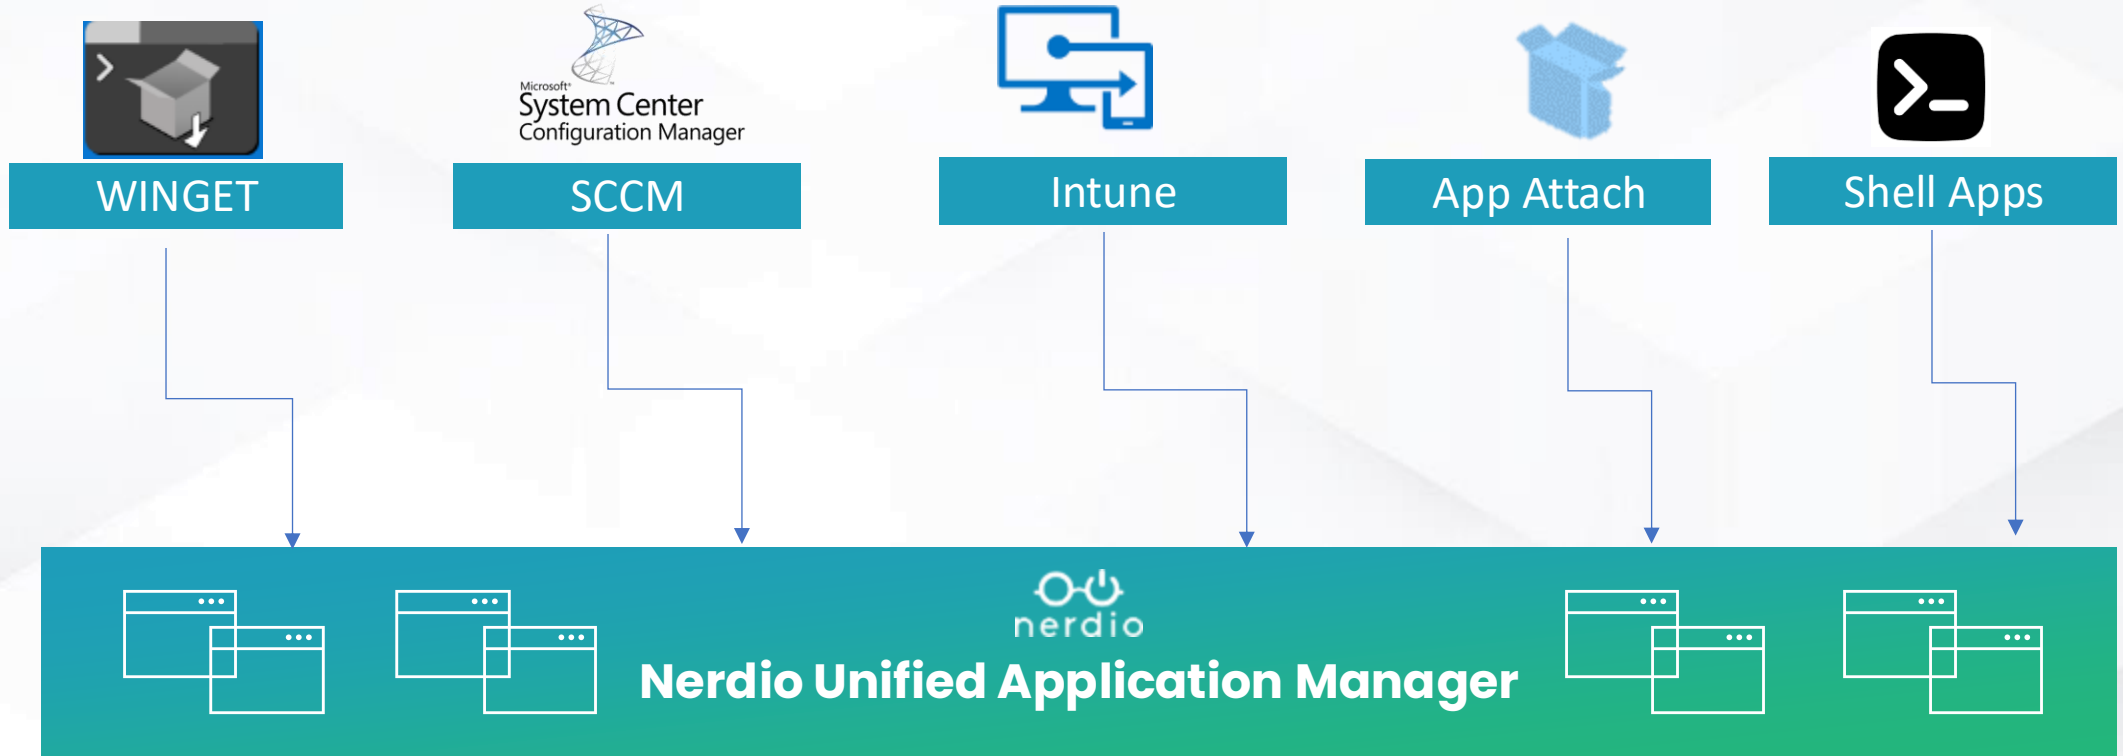 Microsoft®
System Center
Configuration Manager
WINGET
SCCM
Intune
App Attach
Shell Apps
nerdio
Nerdio Unified Application Manager